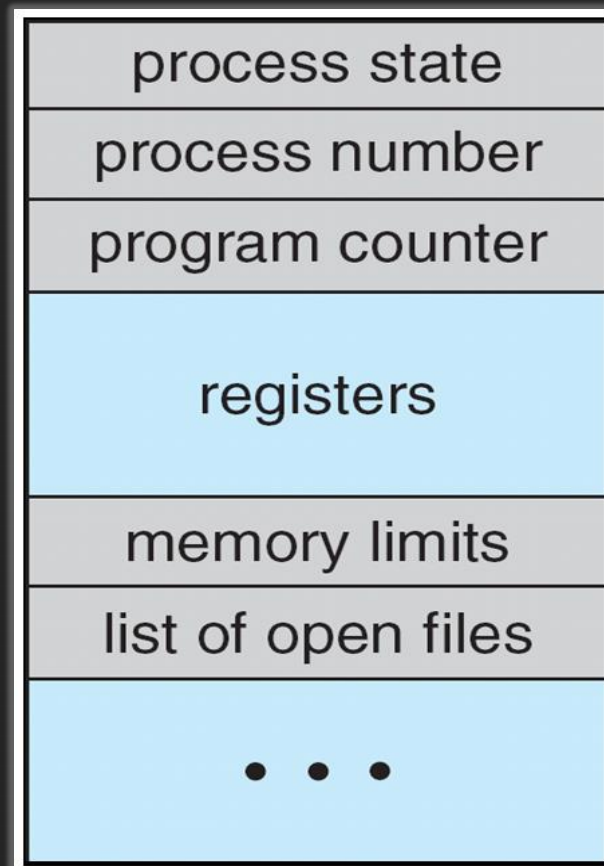 process state
process number
program counter
registers
memory limits
list of open files
• • •